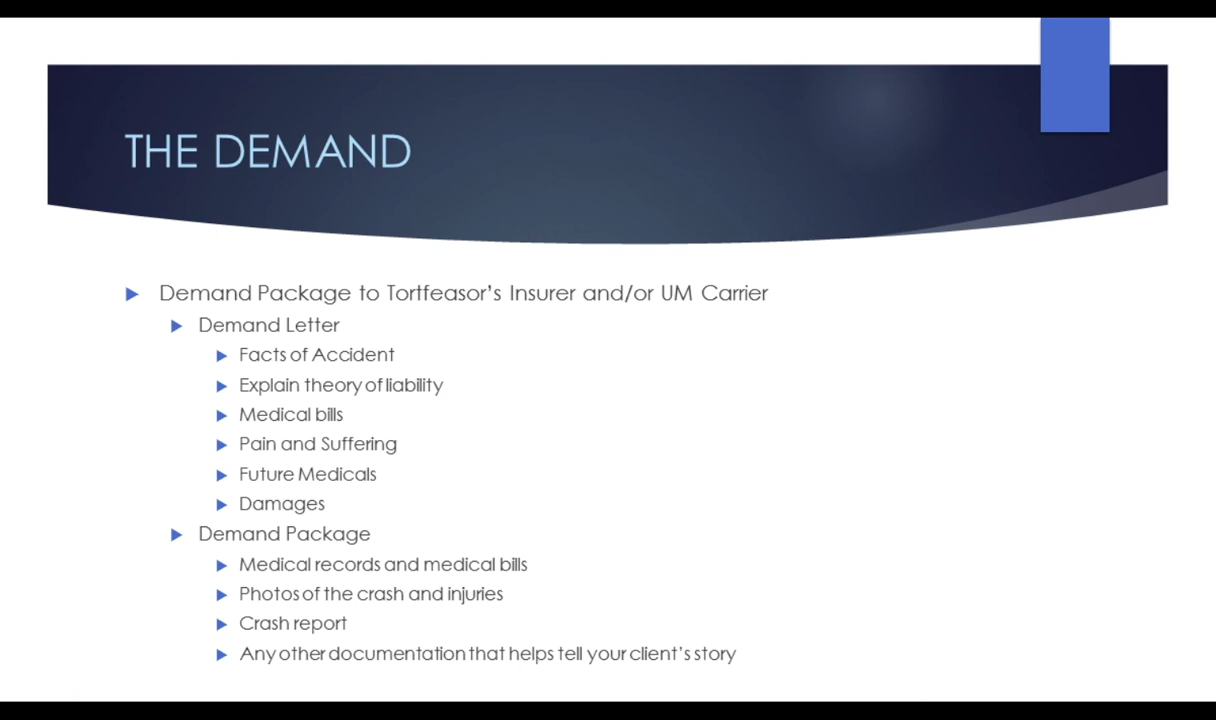 THE DEMAND
Demand Package to Tortfeasor's Insurer and/or UM Carrier
Demand Letter
Facts of Accident
Explain theory of liability
Medical bills
Pain and Suffering
Future Medicals
Damages
Demand Package
Medical records and medical bills
Photos of the crash and injuries
Crash report
Any other documentation that helps tell your client's story